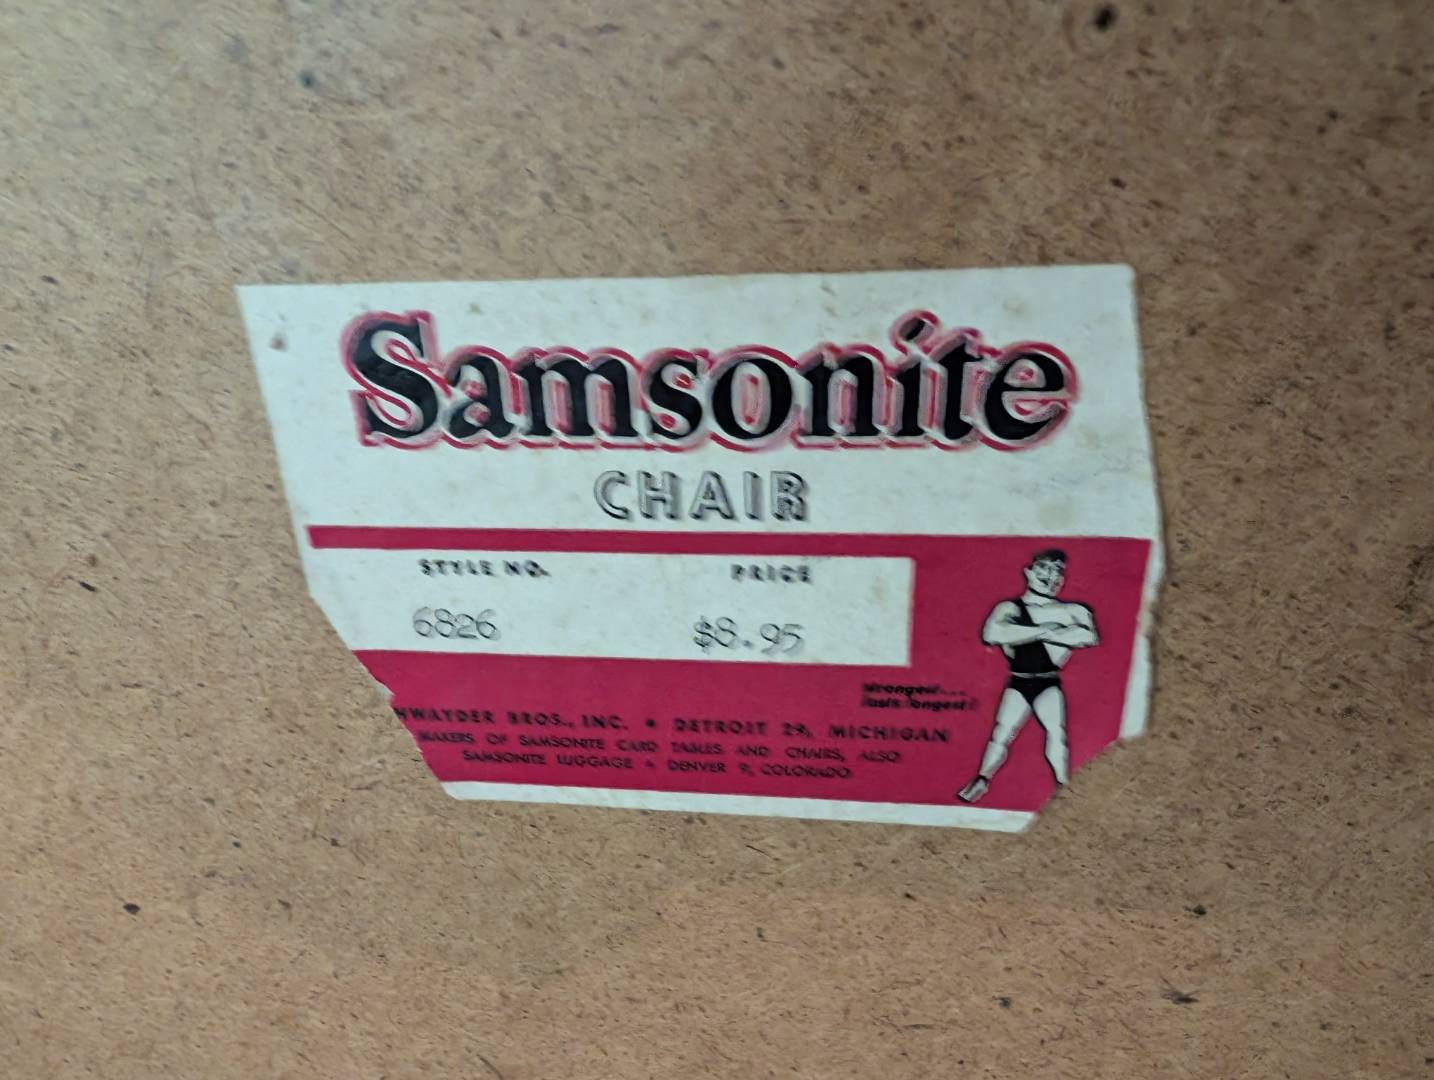 Samsonite
CHAIR
STYLE NO. PRICE
6826 $8.95
Strongest...
lasts longest!
HWAYDER BROS., INC. • DETROIT 29, MICHIGAN
MAKERS OF SAMSONITE CARD TABLES AND CHAIRS, ALSO
SAMSONITE LUGGAGE • DENVER 9, COLORADO